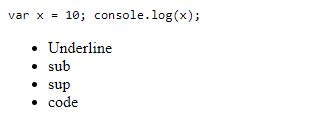 var x = 10; console.log(x);
• Underline
• sub
• sup
• code